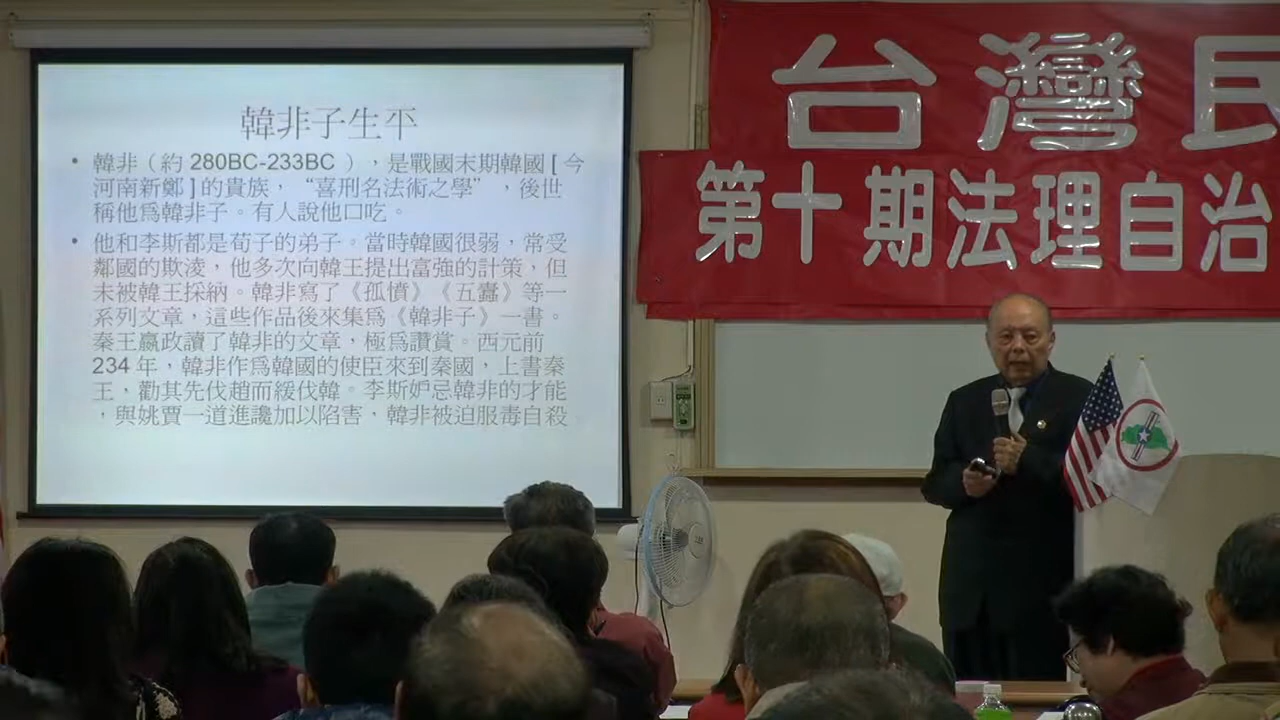 韓非子生平
• 韓非（約 280BC-233BC ），是戰國末期韓國 [ 今
河南新鄭 ] 的貴族，“喜刑名法術之學”，後世
稱他爲韓非子。有人說他口吃。
• 他和李斯都是荀子的弟子。當時韓國很弱，常受
鄰國的欺淩，他多次向韓王提出富強的計策，但
未被韓王採納。韓非寫了《孤憤》《五蠹》等一
系列文章，這些作品後來集爲《韓非子》一書。
秦王嬴政讀了韓非的文章，極爲讚賞。西元前
234 年，韓非作爲韓國的使臣來到秦國，上書秦
王，勸其先伐趙而緩伐韓。李斯妒忌韓非的才能
，與姚賈一道進讒加以陷害，韓非被迫服毒自殺
台灣民
第十期法理自治